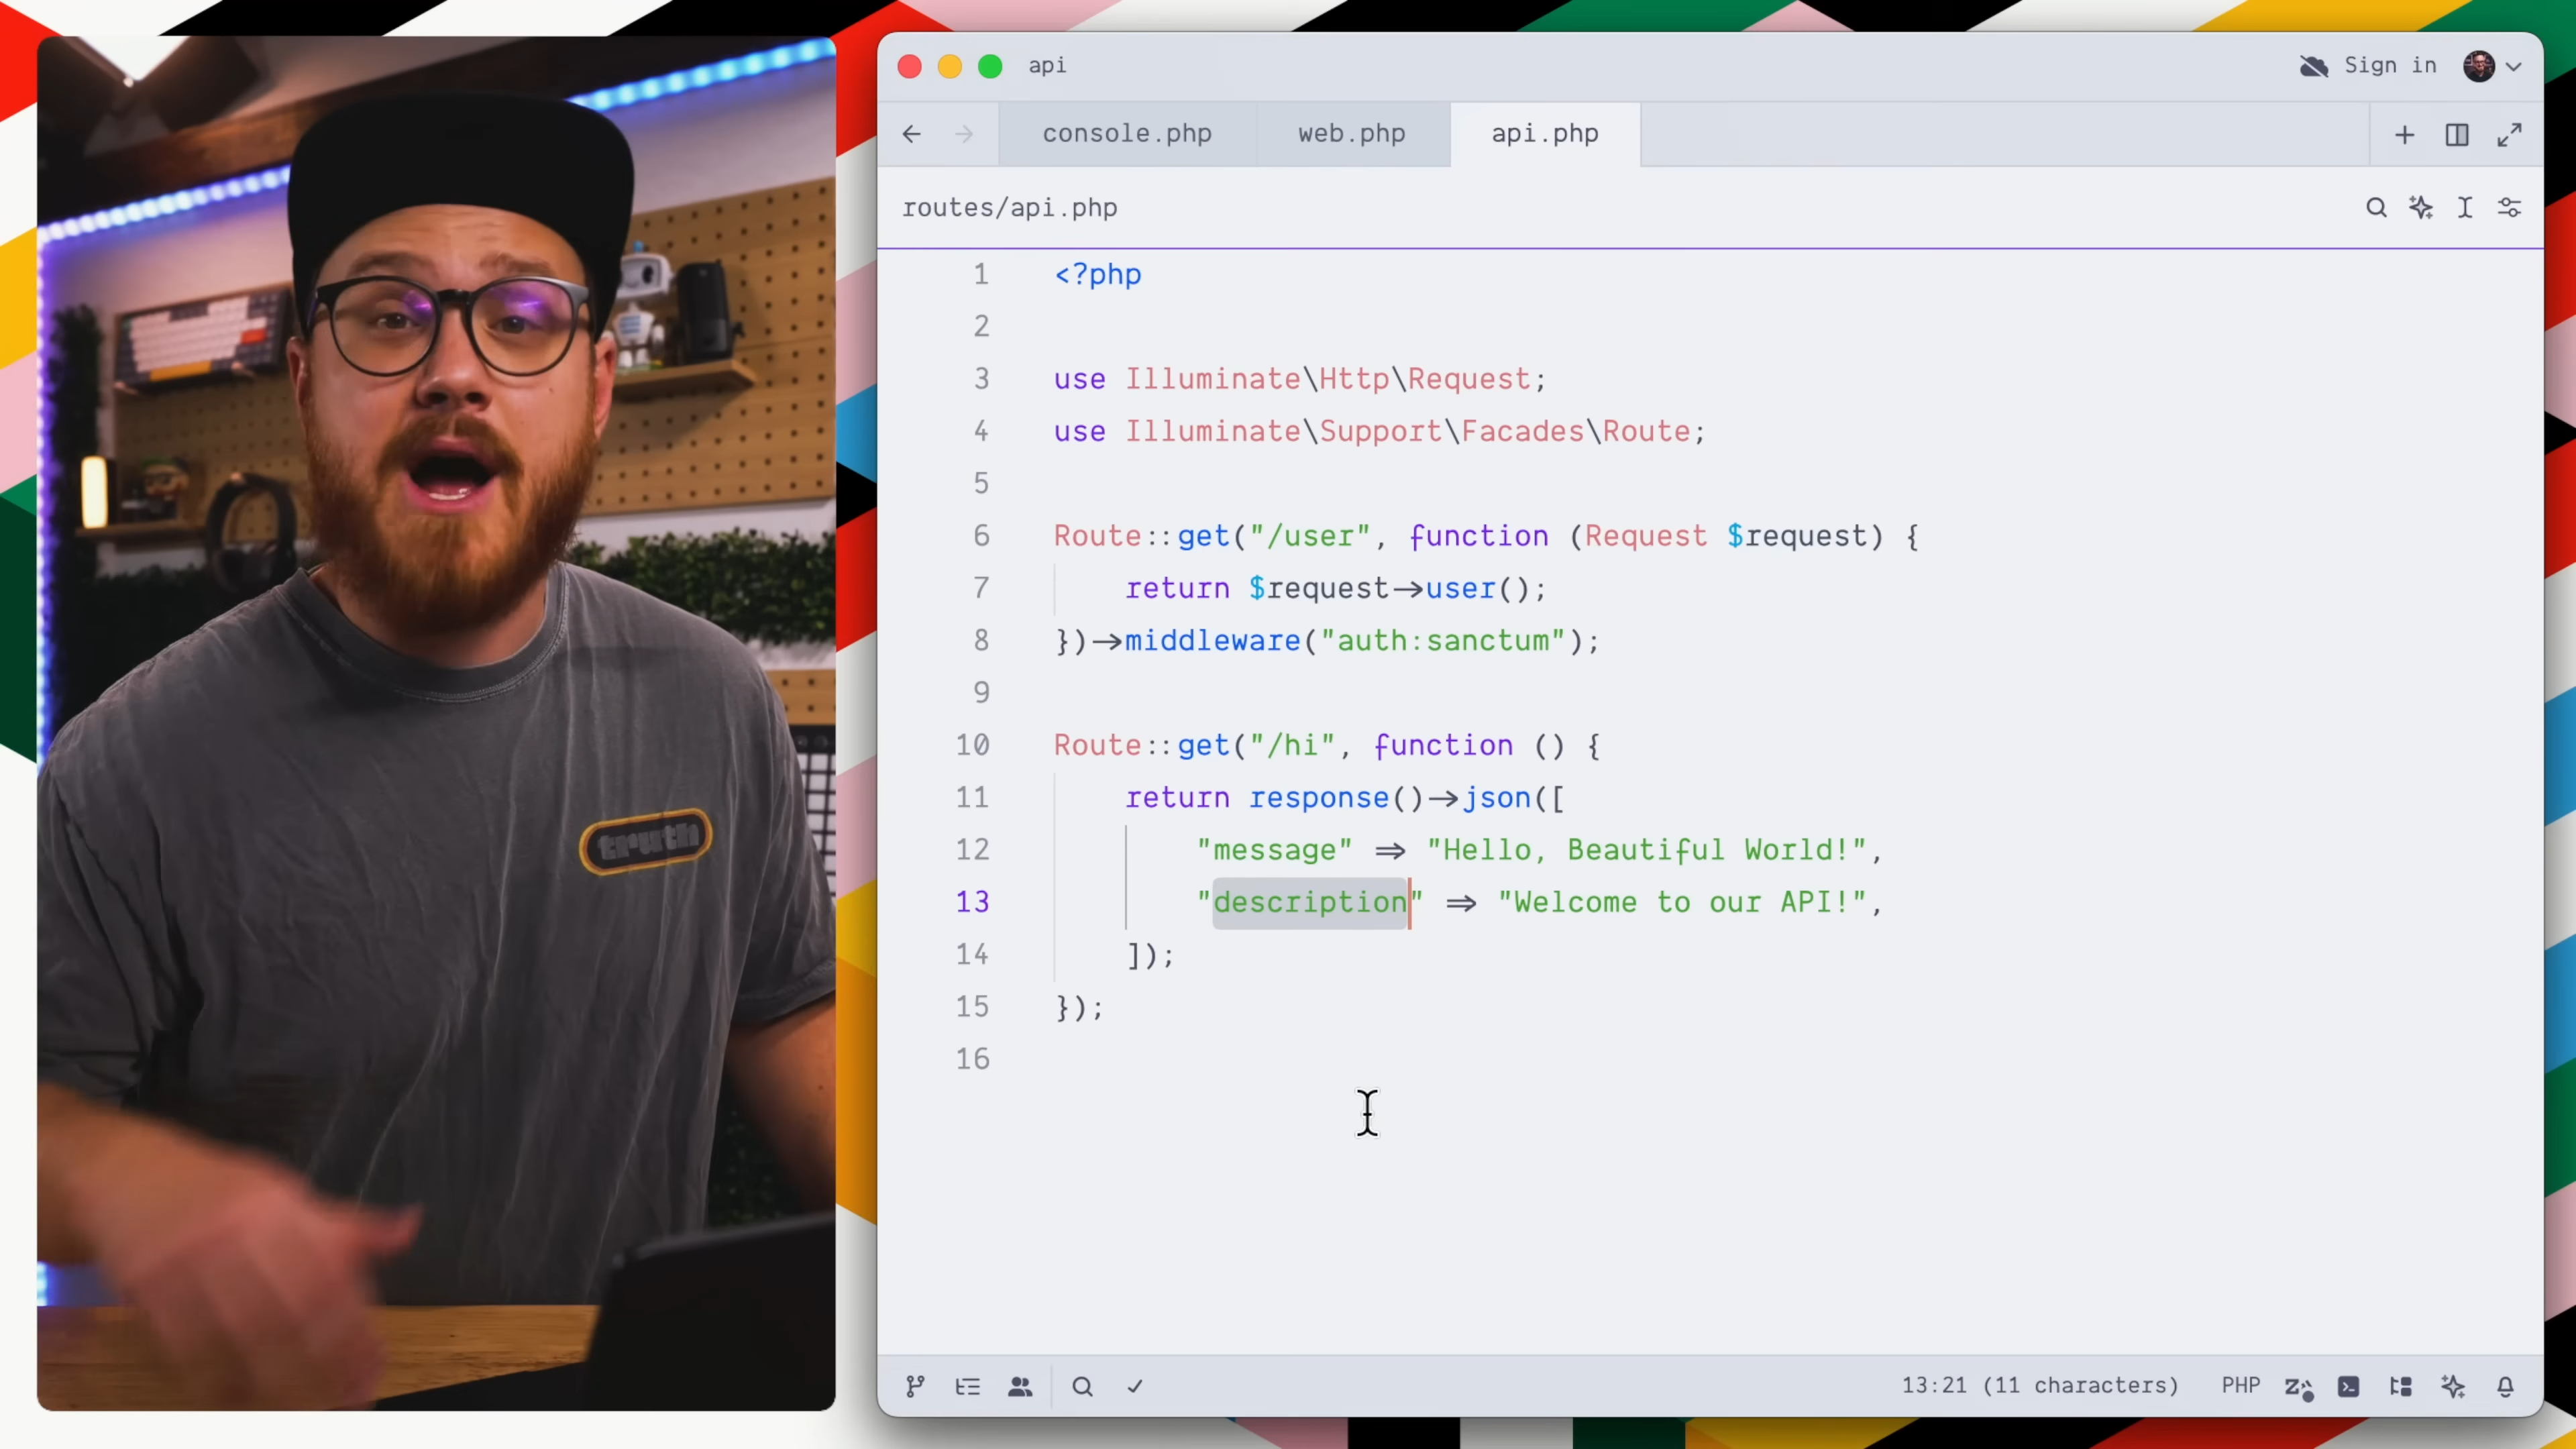 truth
api
Sign in
console.php
web.php
api.php
routes/api.php
1 <?php
2
3 use Illuminate\Http\Request;
4 use Illuminate\Support\Facades\Route;
5
6 Route::get("/user", function (Request $request) {
7 return $request->user();
8 })->middleware("auth:sanctum");
9
10 Route::get("/hi", function () {
11 return response()->json([
12 "message" => "Hello, Beautiful World!",
13 "description" => "Welcome to our API!",
14 ]);
15 });
16
13:21 (11 characters)
PHP